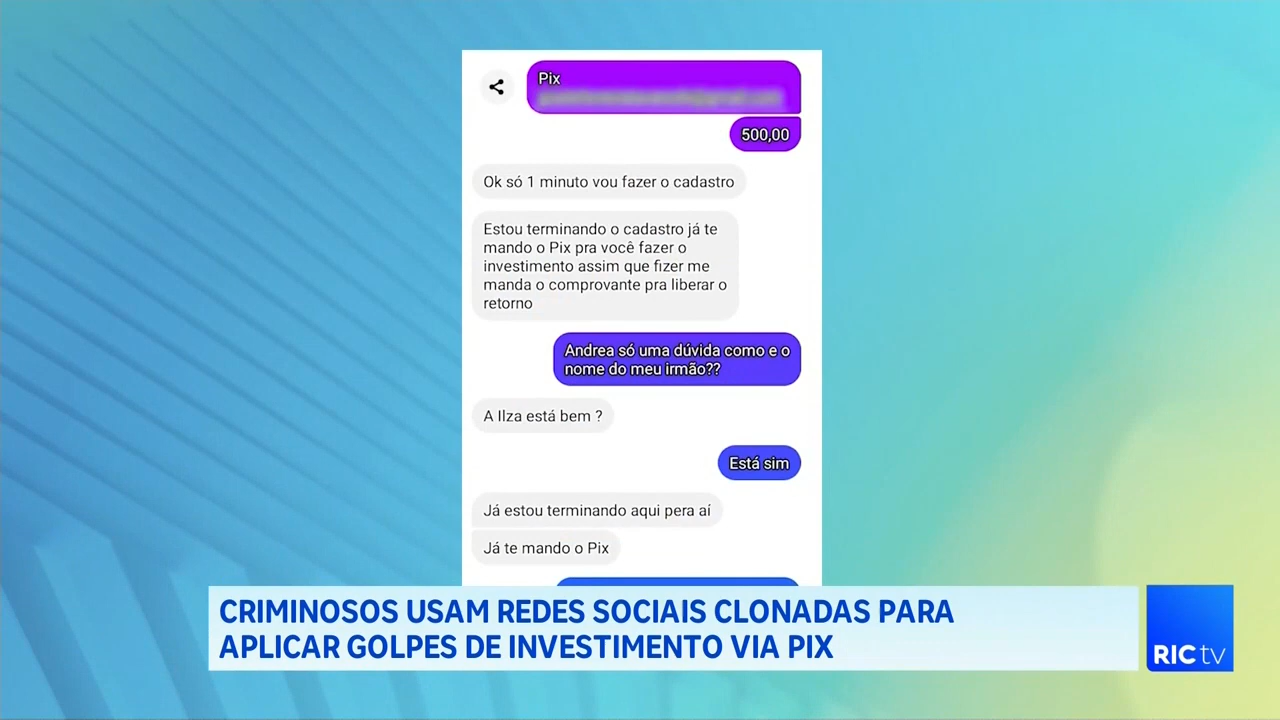 Pix
500,00
Ok só 1 minuto vou fazer o cadastro
Estou terminando o cadastro já te
mando o Pix pra você fazer o
investimento assim que fizer me
manda o comprovante pra liberar o
retorno
Andrea só uma dúvida como e o
nome do meu irmão??
A Ilza está bem ?
Está sim
Já estou terminando aqui pera aí
Já te mando o Pix
CRIMINOSOS USAM REDES SOCIAIS CLONADAS PARA
APLICAR GOLPES DE INVESTIMENTO VIA PIX
RIC tv